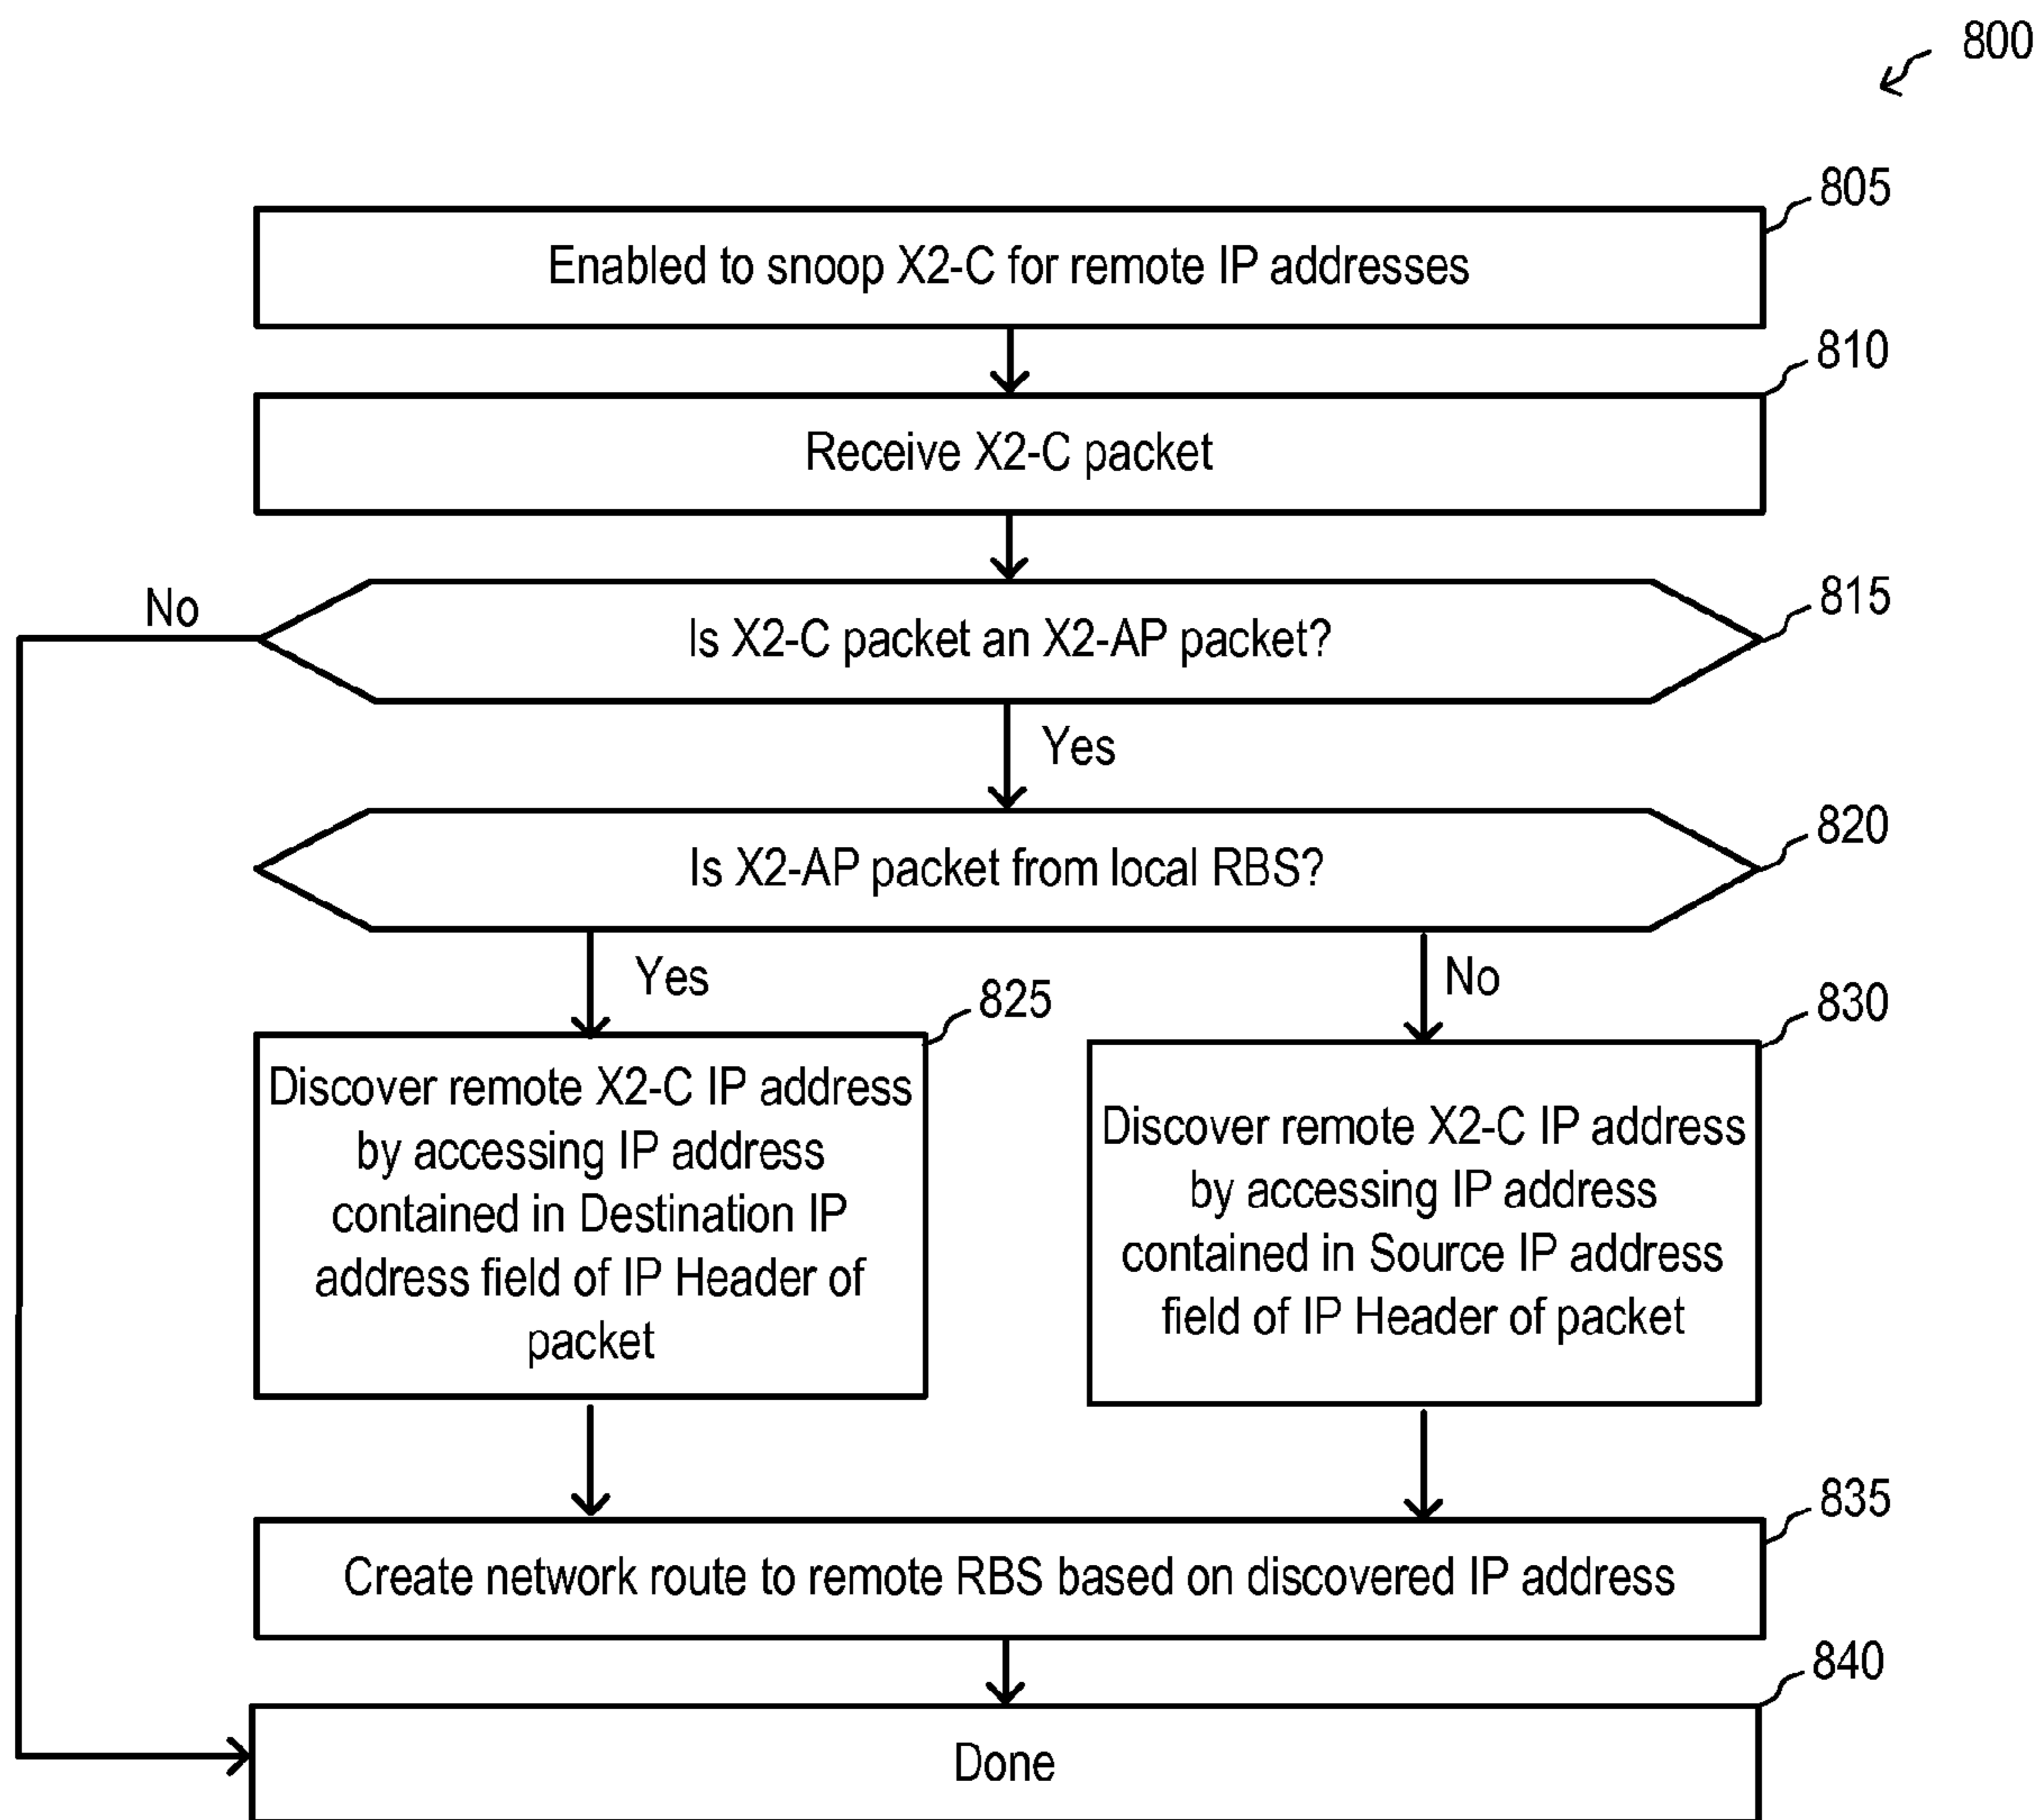 800
805
Enabled to snoop X2-C for remote IP addresses
810
Receive X2-C packet
815
No
Is X2-C packet an X2-AP packet?
Yes
820
Is X2-AP packet from local RBS?
Yes
No
825
830
Discover remote X2-C IP address
by accessing IP address
contained in Destination IP
address field of IP Header of
packet
Discover remote X2-C IP address
by accessing IP address
contained in Source IP address
field of IP Header of packet
835
Create network route to remote RBS based on discovered IP address
840
Done